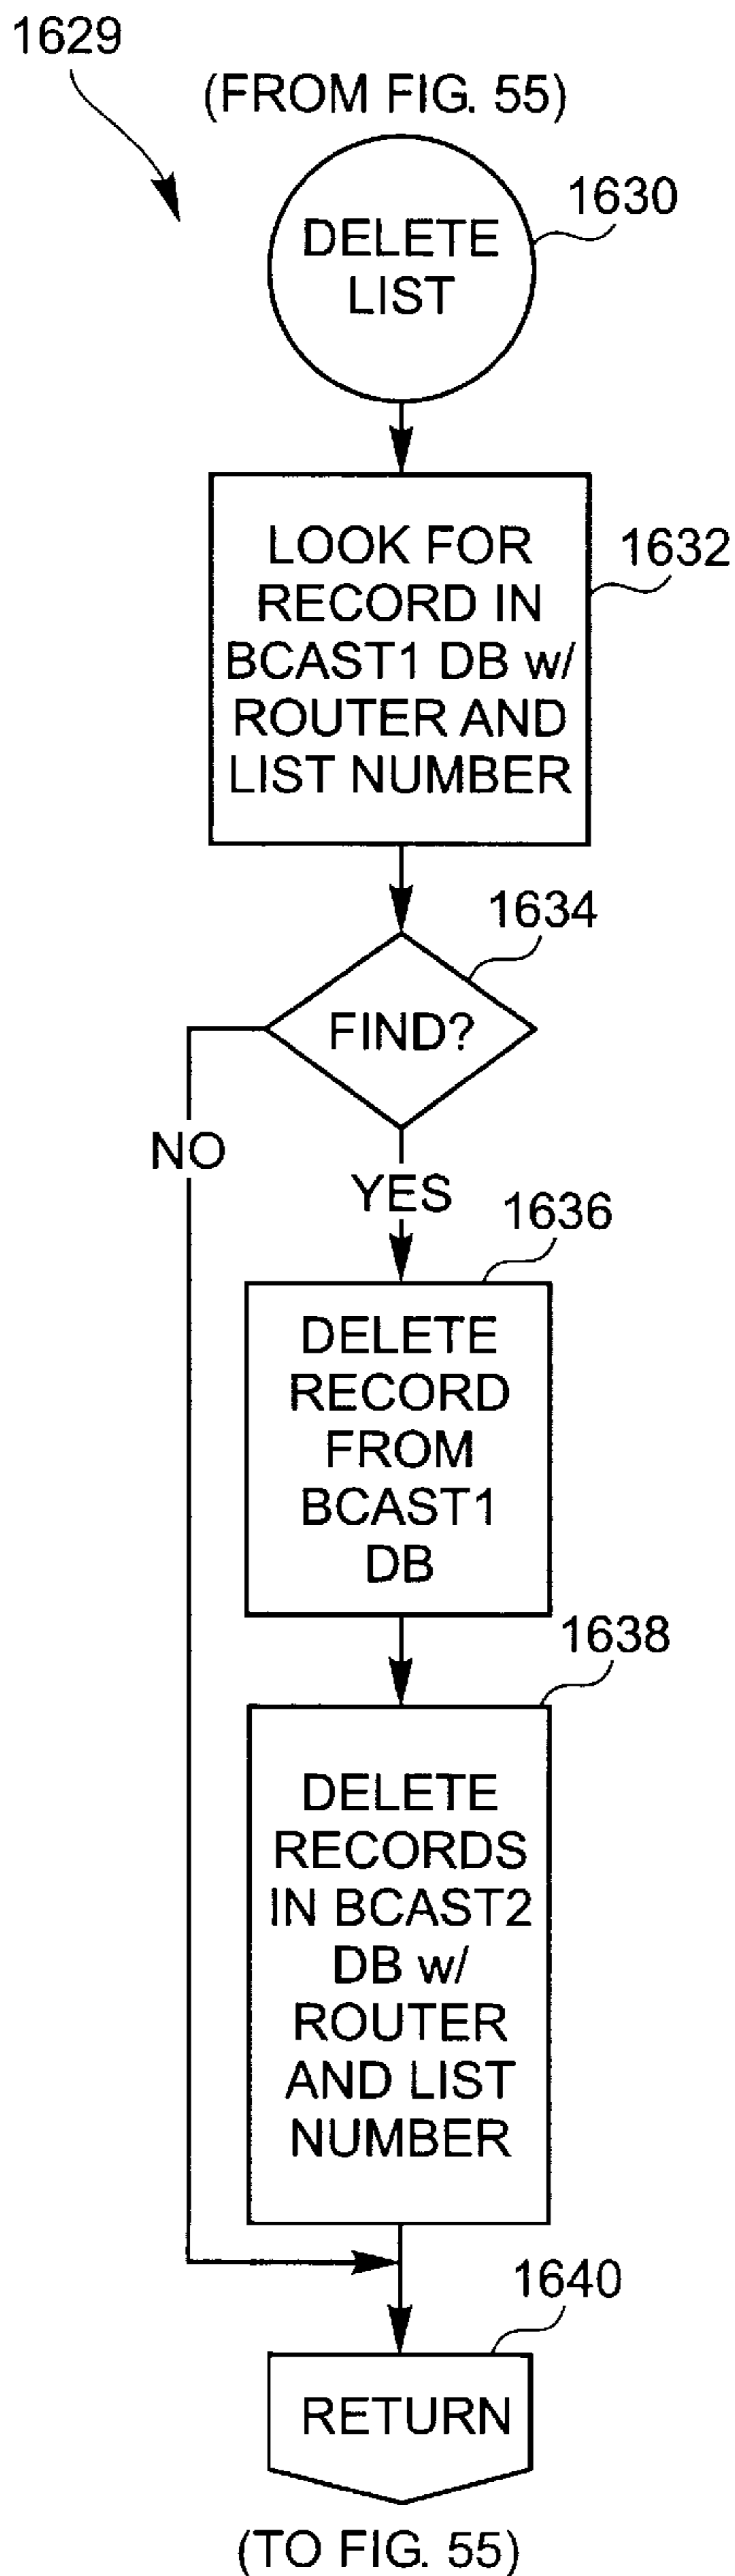 1629
(FROM FIG. 55)
1630
DELETE
LIST
1632
LOOK FOR
RECORD IN
BCAST1 DB w/
ROUTER AND
LIST NUMBER
1634
FIND?
NO
YES
1636
DELETE
RECORD
FROM
BCAST1
DB
1638
DELETE
RECORDS
IN BCAST2
DB w/
ROUTER
AND LIST
NUMBER
1640
RETURN
(TO FIG. 55)